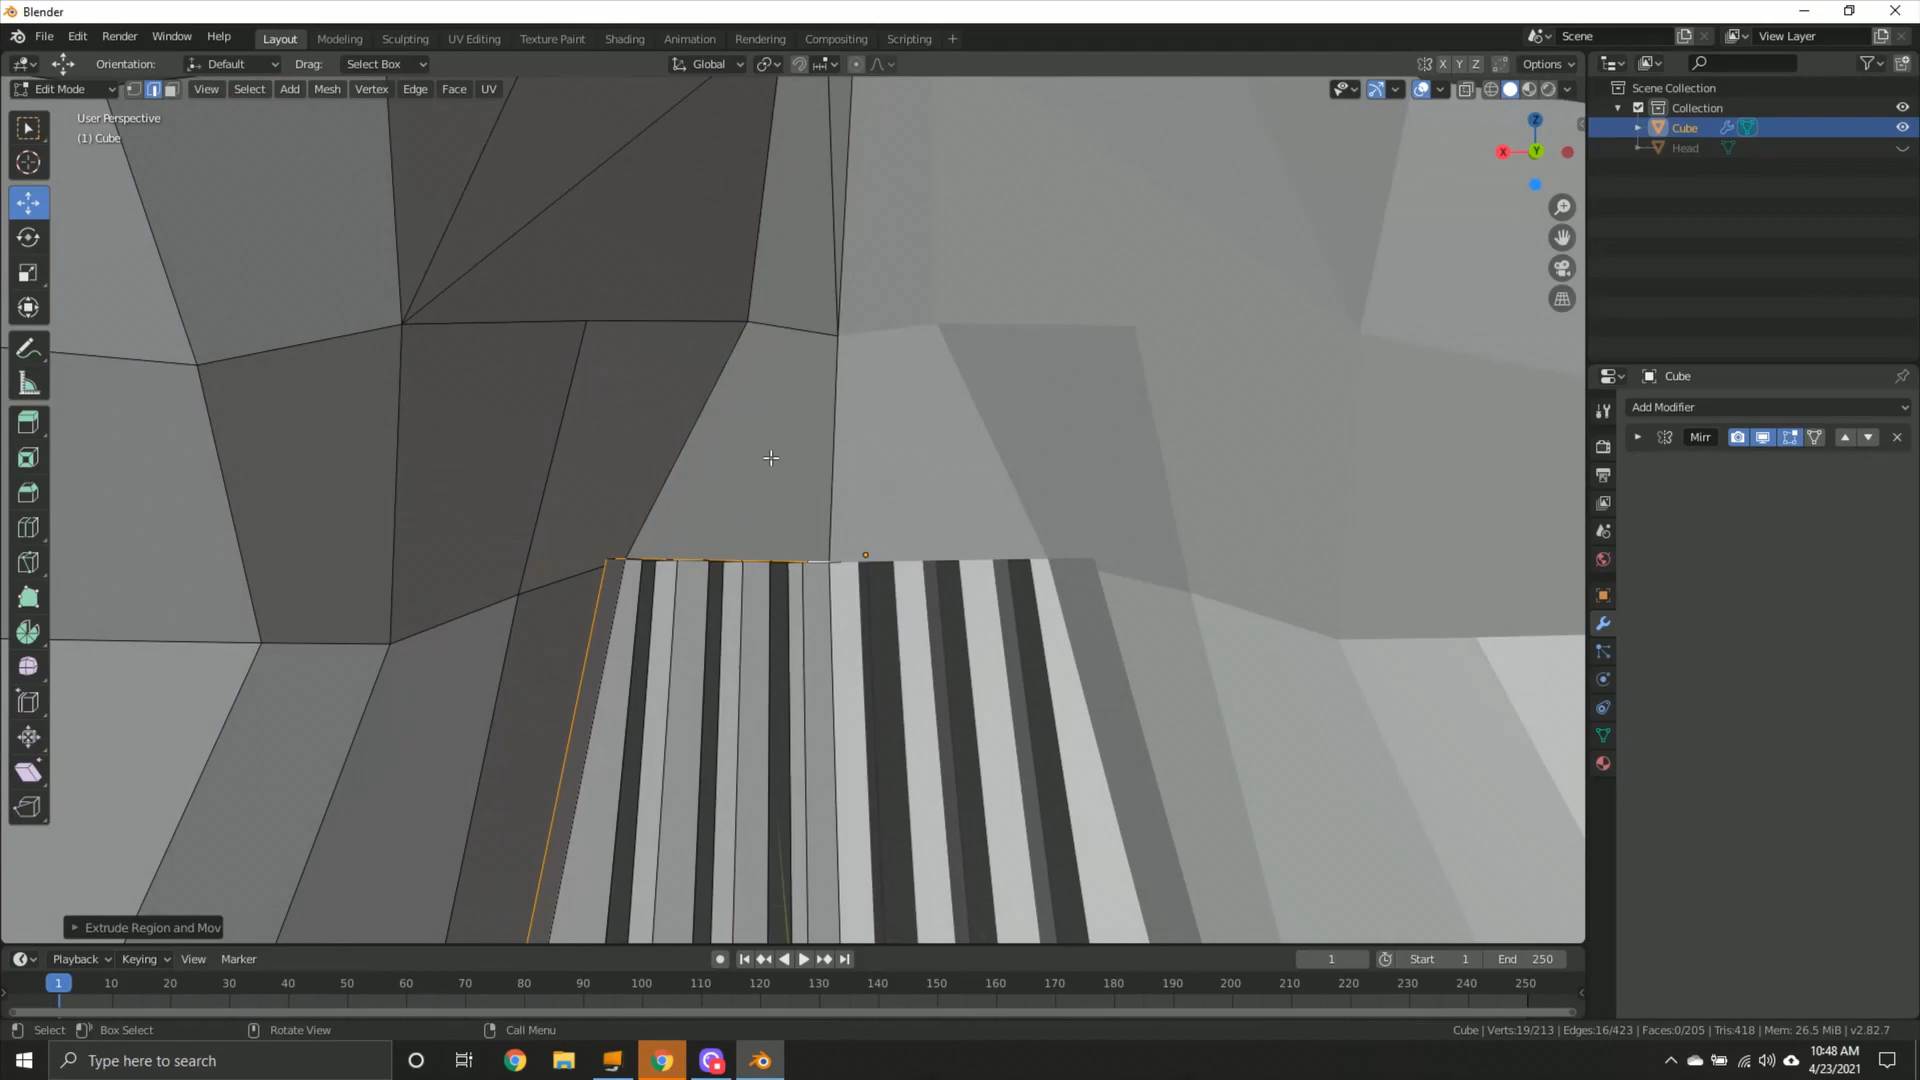 Blender
File Edit Render Window Help
Layout Modeling Sculpting UV Editing Texture Paint Shading Animation Rendering Compositing Scripting +
Scene View Layer
Orientation: Default Drag: Select Box Global X Y Z Options
Edit Mode View Select Add Mesh Vertex Edge Face UV
User Perspective
(1) Cube
Z
X Y
Scene Collection
Collection
Cube
Head
Cube
Add Modifier
Mirr
Extrude Region and Mov
Playback Keying View Marker 1 Start 1 End 250
1 10 20 30 40 50 60 70 80 90 100 110 120 130 140 150 160 170 180 190 200 210 220 230 240 250
Select Box Select Rotate View Call Menu Cube | Verts:19/213 | Edges:16/423 | Faces:0/205 | Tris:418 | Mem: 26.5 MiB | v2.82.7
Type here to search
10:48 AM
4/23/2021